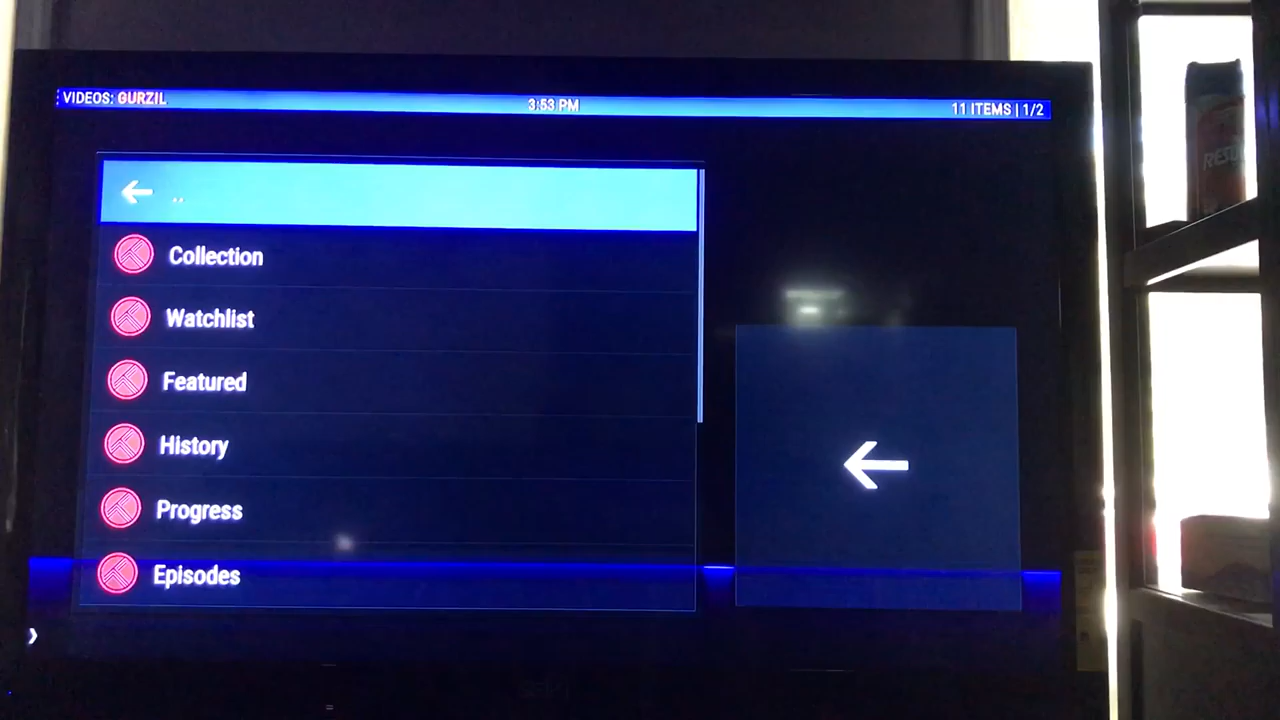 VIDEOS: GURZIL
3:53 PM
11 ITEMS | 1/2
..
Collection
Watchlist
Featured
History
Progress
Episodes